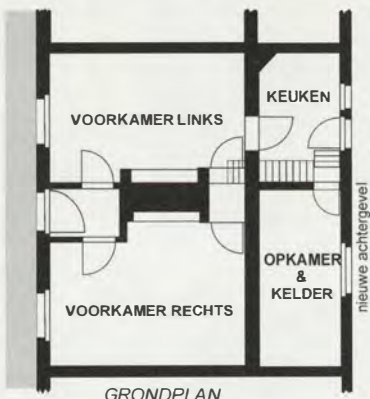 KEUKEN
VOORKAMER LINKS
OPKAMER
&
KELDER
VOORKAMER RECHTS
nieuwe achtergevel
GRONDPLAN